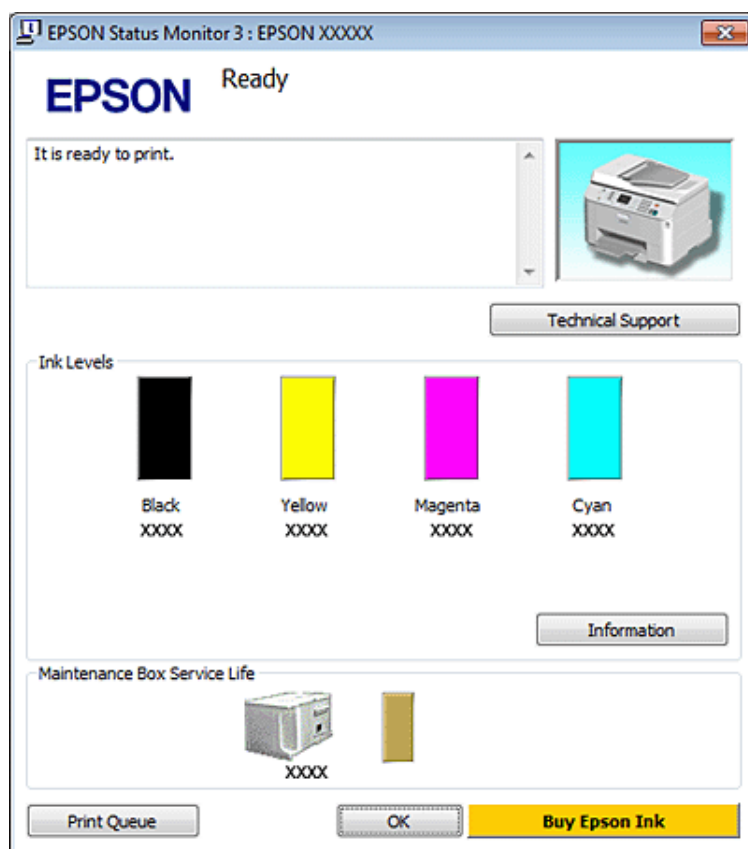 EPSON Status Monitor 3 : EPSON XXXXX
EPSON
Ready
It is ready to print.
Technical Support
Ink Levels
Black Yellow Magenta Cyan
XXXX XXXX XXXX XXXX
Information
Maintenance Box Service Life
XXXX
Print Queue OK Buy Epson Ink